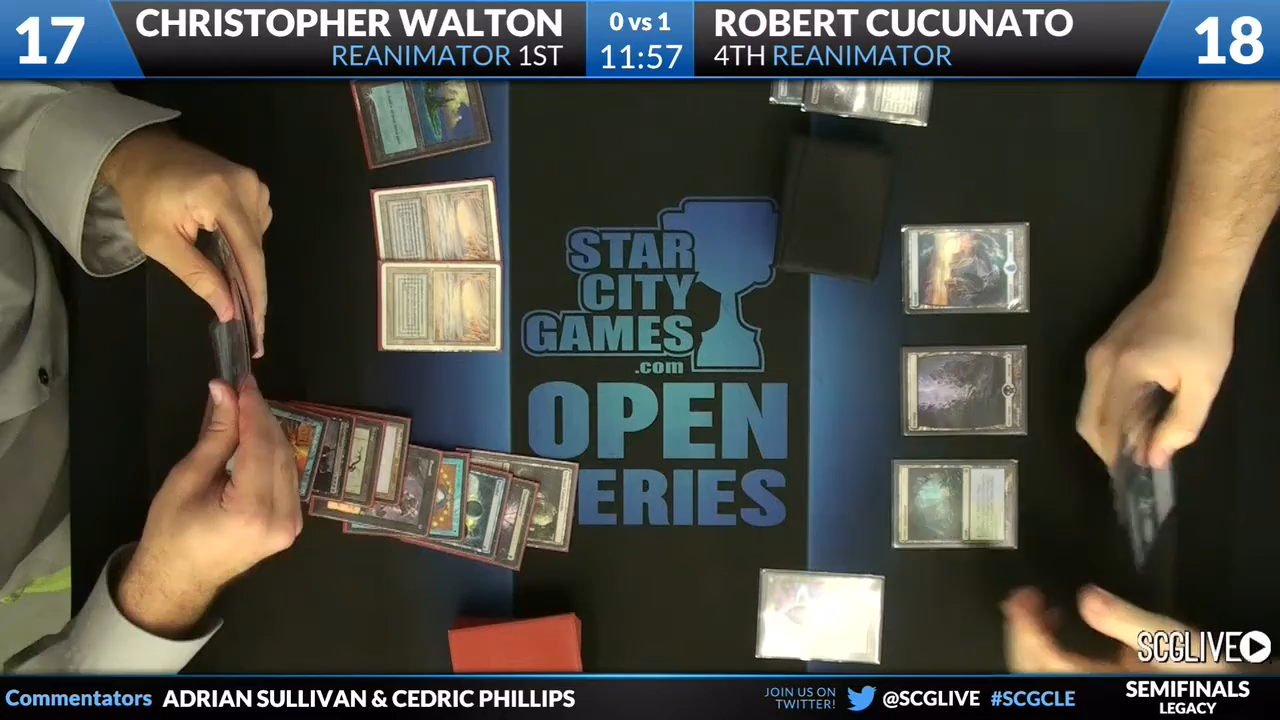 17
CHRISTOPHER WALTON
REANIMATOR 1ST
0 vs 1
11:57
ROBERT CUCUNATO
4TH REANIMATOR
18
STAR
CITY
GAMES
.com
OPEN
SERIES
SCGLIVE
Commentators ADRIAN SULLIVAN & CEDRIC PHILLIPS
JOIN US ON
TWITTER!
@SCGLIVE #SCGCLE
SEMIFINALS
LEGACY